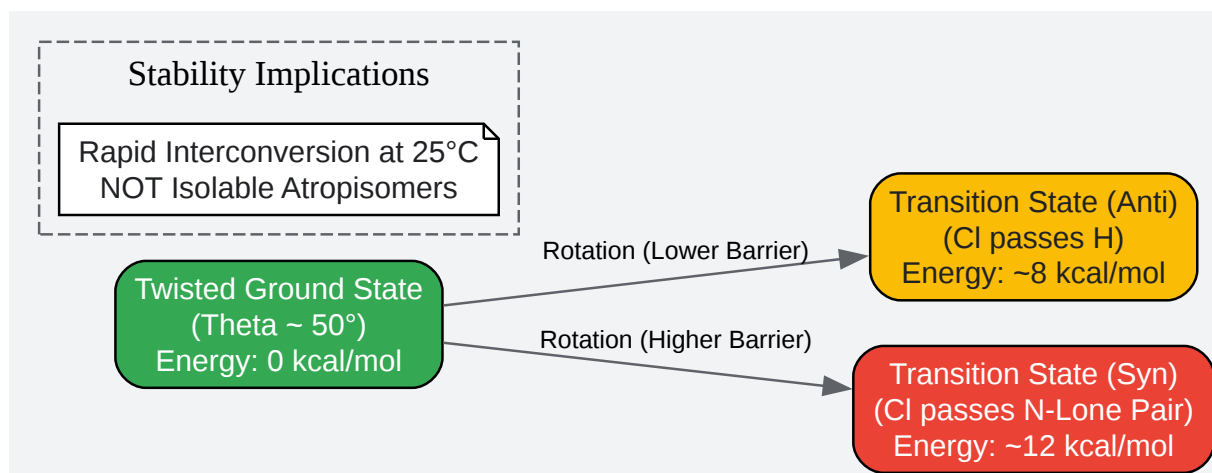 Stability Implications
Rapid Interconversion at 25°C
NOT Isolable Atropisomers
Twisted Ground State
(Theta ~ 50°)
Energy: 0 kcal/mol
Rotation (Lower Barrier)
Rotation (Higher Barrier)
Transition State (Anti)
(Cl passes H)
Energy: ~8 kcal/mol
Transition State (Syn)
(Cl passes N-Lone Pair)
Energy: ~12 kcal/mol